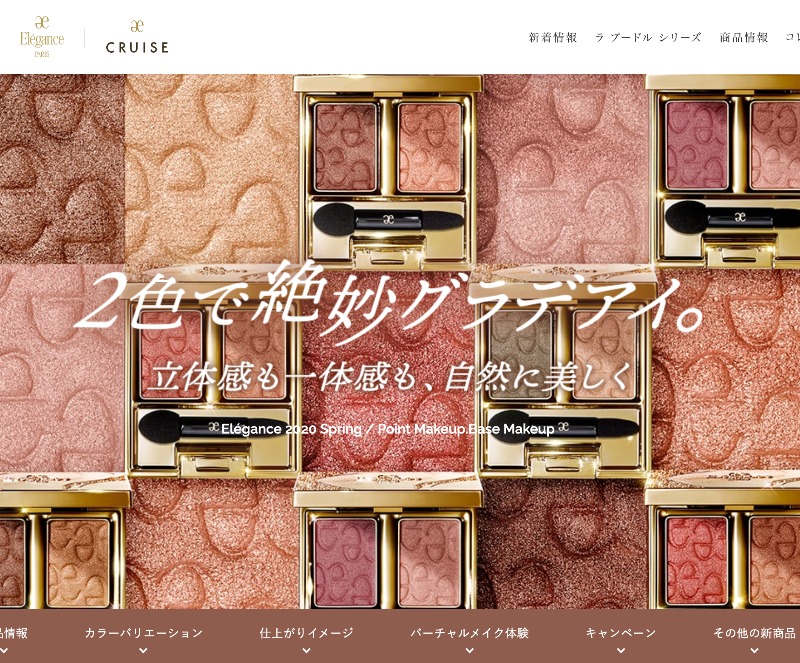 æ
Elégance
PARIS
æ
CRUISE
新着情報
ラ プードル シリーズ
商品情報
2色で絶妙グラデアイ。
立体感も一体感も、自然に美しく
Elégance 2020 Spring / Point Makeup.Base Makeup
情報
カラーバリエーション
仕上がりイメージ
バーチャルメイク体験
キャンペーン
その他の新商品